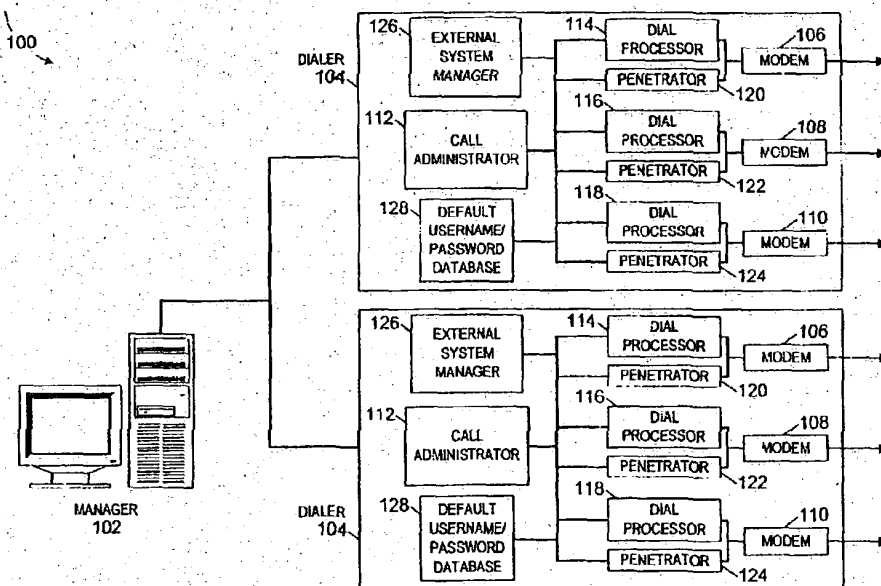 100
DIALER
104
126
EXTERNAL
SYSTEM
MANAGER
112
CALL
ADMINISTRATOR
128
DEFAULT
USERNAME/
PASSWORD
DATABASE
114
DIAL
PROCESSOR
PENETRATOR
120
106
MODEM
116
DIAL
PROCESSOR
PENETRATOR
122
108
MODEM
118
DIAL
PROCESSOR
PENETRATOR
124
110
MODEM
MANAGER
102
DIALER
104
126
EXTERNAL
SYSTEM
MANAGER
112
CALL
ADMINISTRATOR
128
DEFAULT
USERNAME/
PASSWORD
DATABASE
114
DIAL
PROCESSOR
PENETRATOR
120
106
MODEM
116
DIAL
PROCESSOR
PENETRATOR
122
108
MODEM
118
DIAL
PROCESSOR
PENETRATOR
124
110
MODEM